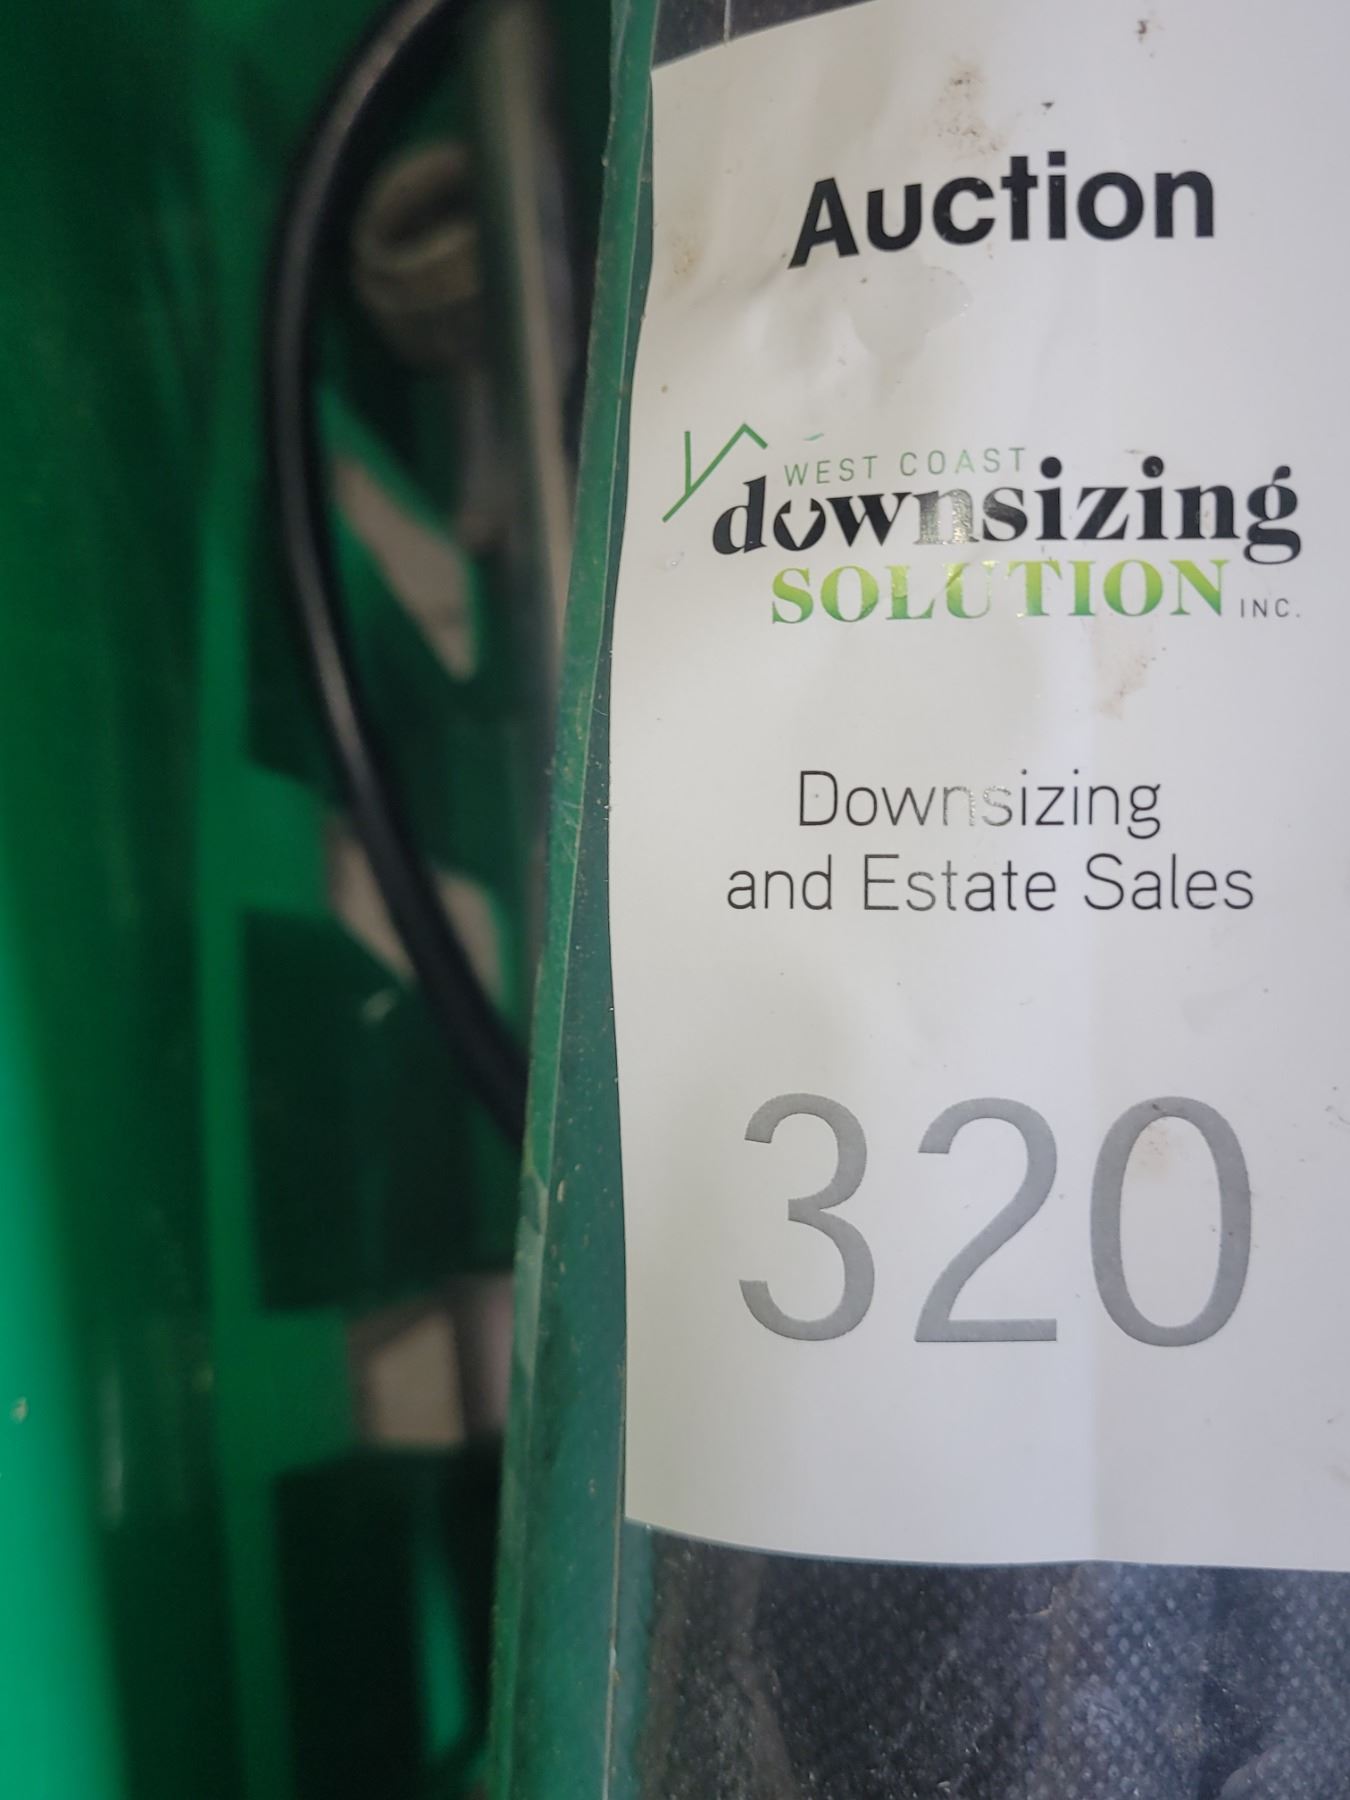 Auction
WEST COAST
downsizing
SOLUTION INC.
Downsizing
and Estate Sales
320